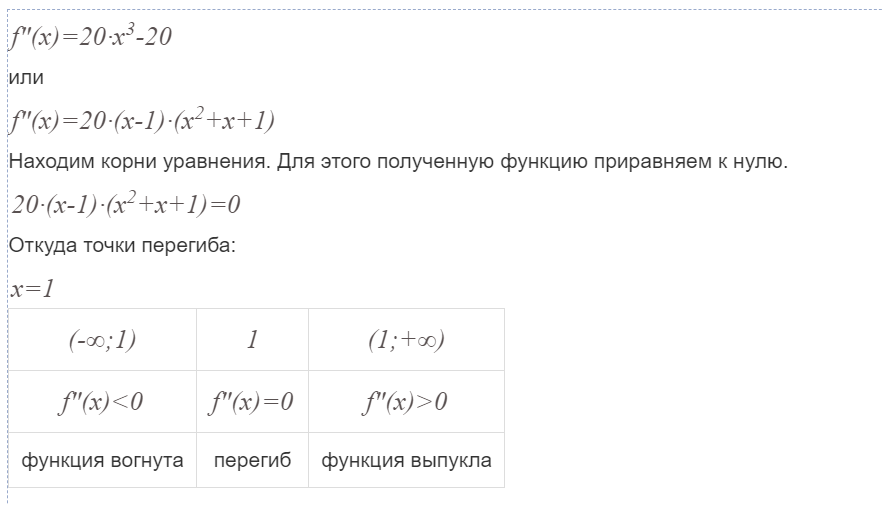 f"(x)=20·x³-20
или
f"(x)=20·(x-1)·(x²+x+1)
Находим корни уравнения. Для этого полученную функцию приравняем к нулю.
20·(x-1)·(x²+x+1)=0
Откуда точки перегиба:
x=1
(-∞;1) 1 (1;+∞)
f"(x)<0 f"(x)=0 f"(x)>0
функция вогнута перегиб функция выпукла